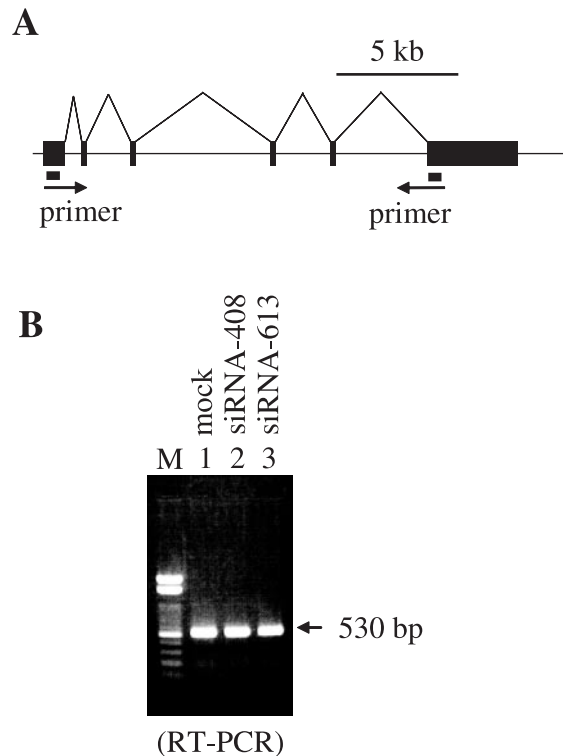 A
5 kb
primer
primer
B
mock
siRNA-408
siRNA-613
M 1 2 3
530 bp
(RT-PCR)